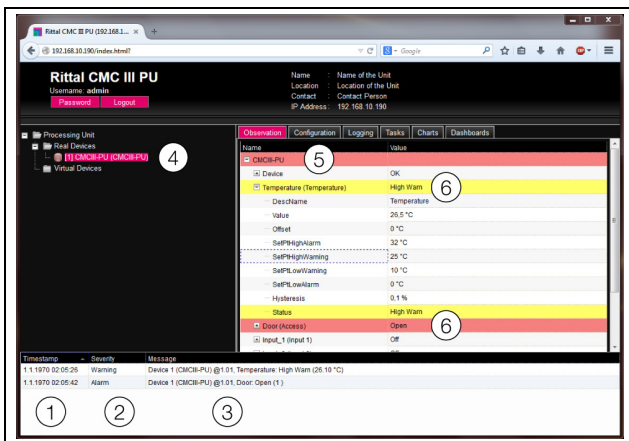 Rittal CMC III PU (192.168.1...
192.168.10.190/index.html?
Google
Rittal CMC III PU
Username: admin
Password Logout
Name : Name of the Unit
Location : Location of the Unit
Contact : Contact Person
IP Address: 192.168.10.190
Processing Unit
Real Devices
[1] CMCIII-PU (CMCIII-PU)
Virtual Devices
4
Observation Configuration Logging Tasks Charts Dashboards
Name Value
CMCIII-PU 5
Device OK
Temperature (Temperature) High Warn 6
DescName Temperature
Value 26,5 °C
Offset 0 °C
SetPtHighAlarm 32 °C
SetPtHighWarning 25 °C
SetPtLowWarning 10 °C
SetPtLowAlarm 0 °C
Hysteresis 0,1 %
Status High Warn
Door (Access) Open 6
Input_1 (Input 1) Off
Timestamp Severity Message
1.1.1970 02:05:26 Warning Device 1 (CMCIII-PU) @1.01, Temperature: High Warn (26.10 °C)
1.1.1970 02:05:42 Alarm Device 1 (CMCIII-PU) @1.01, Door: Open (1 )
1 2 3